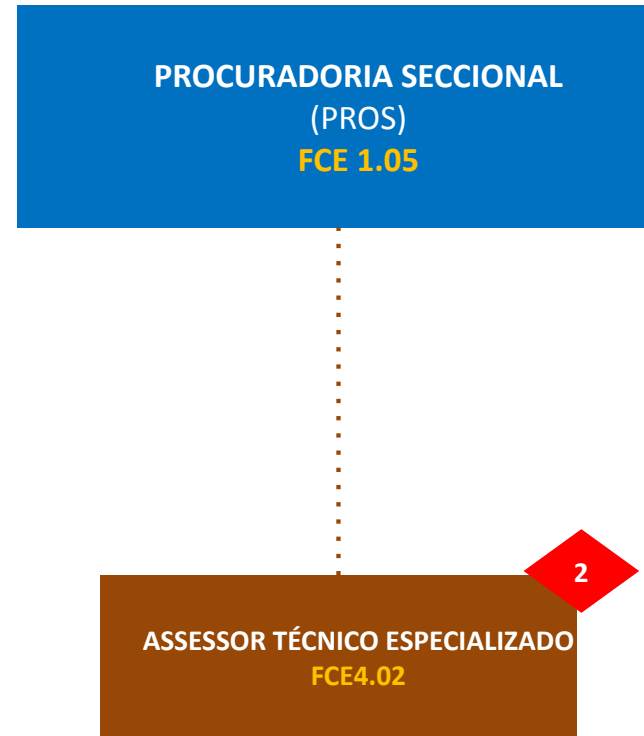 PROCURADORIA SECCIONAL
(PROS)
FCE 1.05
2
ASSESSOR TÉCNICO ESPECIALIZADO
FCE4.02